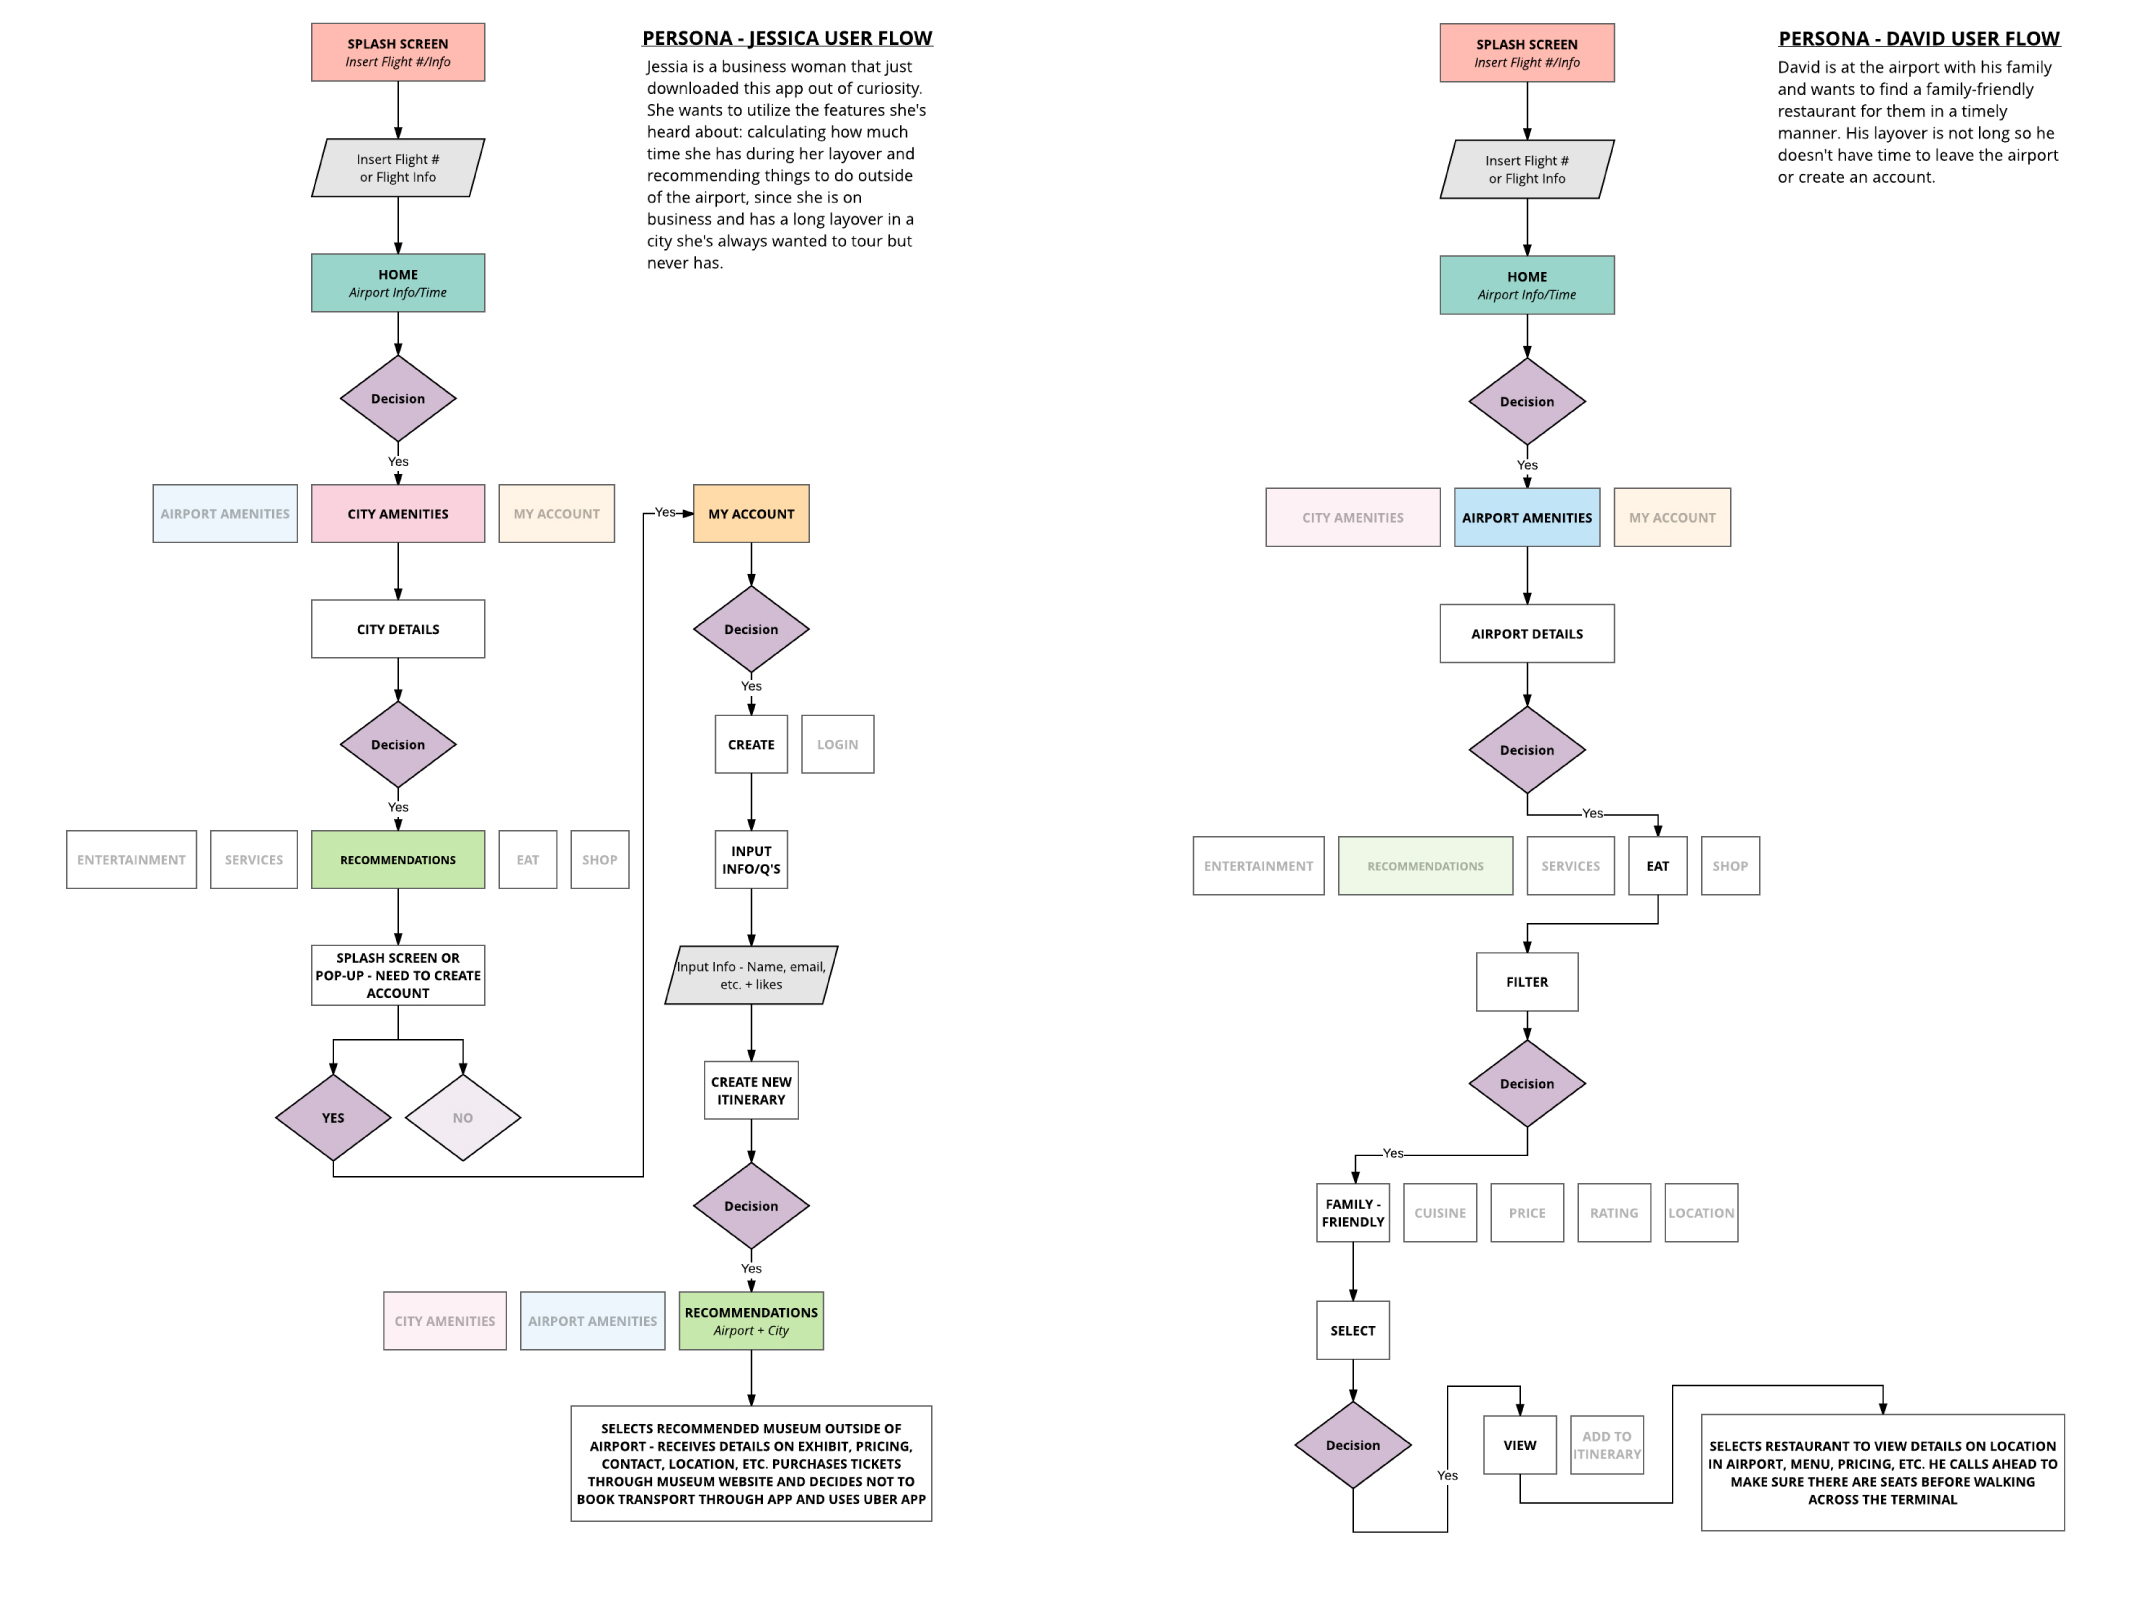 SPLASH SCREEN
Insert Flight #/Info
Insert Flight #
or Flight Info
HOME
Airport Info/Time
Decision
Yes
AIRPORT AMENITIES
CITY AMENITIES
MY ACCOUNT
CITY DETAILS
Decision
Yes
ENTERTAINMENT
SERVICES
RECOMMENDATIONS
EAT
SHOP
SPLASH SCREEN OR
POP-UP - NEED TO CREATE
ACCOUNT
YES
NO
PERSONA - JESSICA USER FLOW
Jessia is a business woman that just
downloaded this app out of curiosity.
She wants to utilize the features she's
heard about: calculating how much
time she has during her layover and
recommending things to do outside
of the airport, since she is on
business and has a long layover in a
city she's always wanted to tour but
never has.
Yes
MY ACCOUNT
Decision
Yes
CREATE
LOGIN
INPUT
INFO/Q'S
Input Info - Name, email,
etc. + likes
CREATE NEW
ITINERARY
Decision
Yes
CITY AMENITIES
AIRPORT AMENITIES
RECOMMENDATIONS
Airport + City
SELECTS RECOMMENDED MUSEUM OUTSIDE OF
AIRPORT - RECEIVES DETAILS ON EXHIBIT, PRICING,
CONTACT, LOCATION, ETC. PURCHASES TICKETS
THROUGH MUSEUM WEBSITE AND DECIDES NOT TO
BOOK TRANSPORT THROUGH APP AND USES UBER APP
SPLASH SCREEN
Insert Flight #/Info
Insert Flight #
or Flight Info
HOME
Airport Info/Time
Decision
Yes
CITY AMENITIES
AIRPORT AMENITIES
MY ACCOUNT
AIRPORT DETAILS
Decision
Yes
ENTERTAINMENT
RECOMMENDATIONS
SERVICES
EAT
SHOP
FILTER
Decision
Yes
FAMILY -
FRIENDLY
CUISINE
PRICE
RATING
LOCATION
SELECT
Decision
Yes
VIEW
ADD TO
ITINERARY
SELECTS RESTAURANT TO VIEW DETAILS ON LOCATION
IN AIRPORT, MENU, PRICING, ETC. HE CALLS AHEAD TO
MAKE SURE THERE ARE SEATS BEFORE WALKING
ACROSS THE TERMINAL
PERSONA - DAVID USER FLOW
David is at the airport with his family
and wants to find a family-friendly
restaurant for them in a timely
manner. His layover is not long so he
doesn't have time to leave the airport
or create an account.